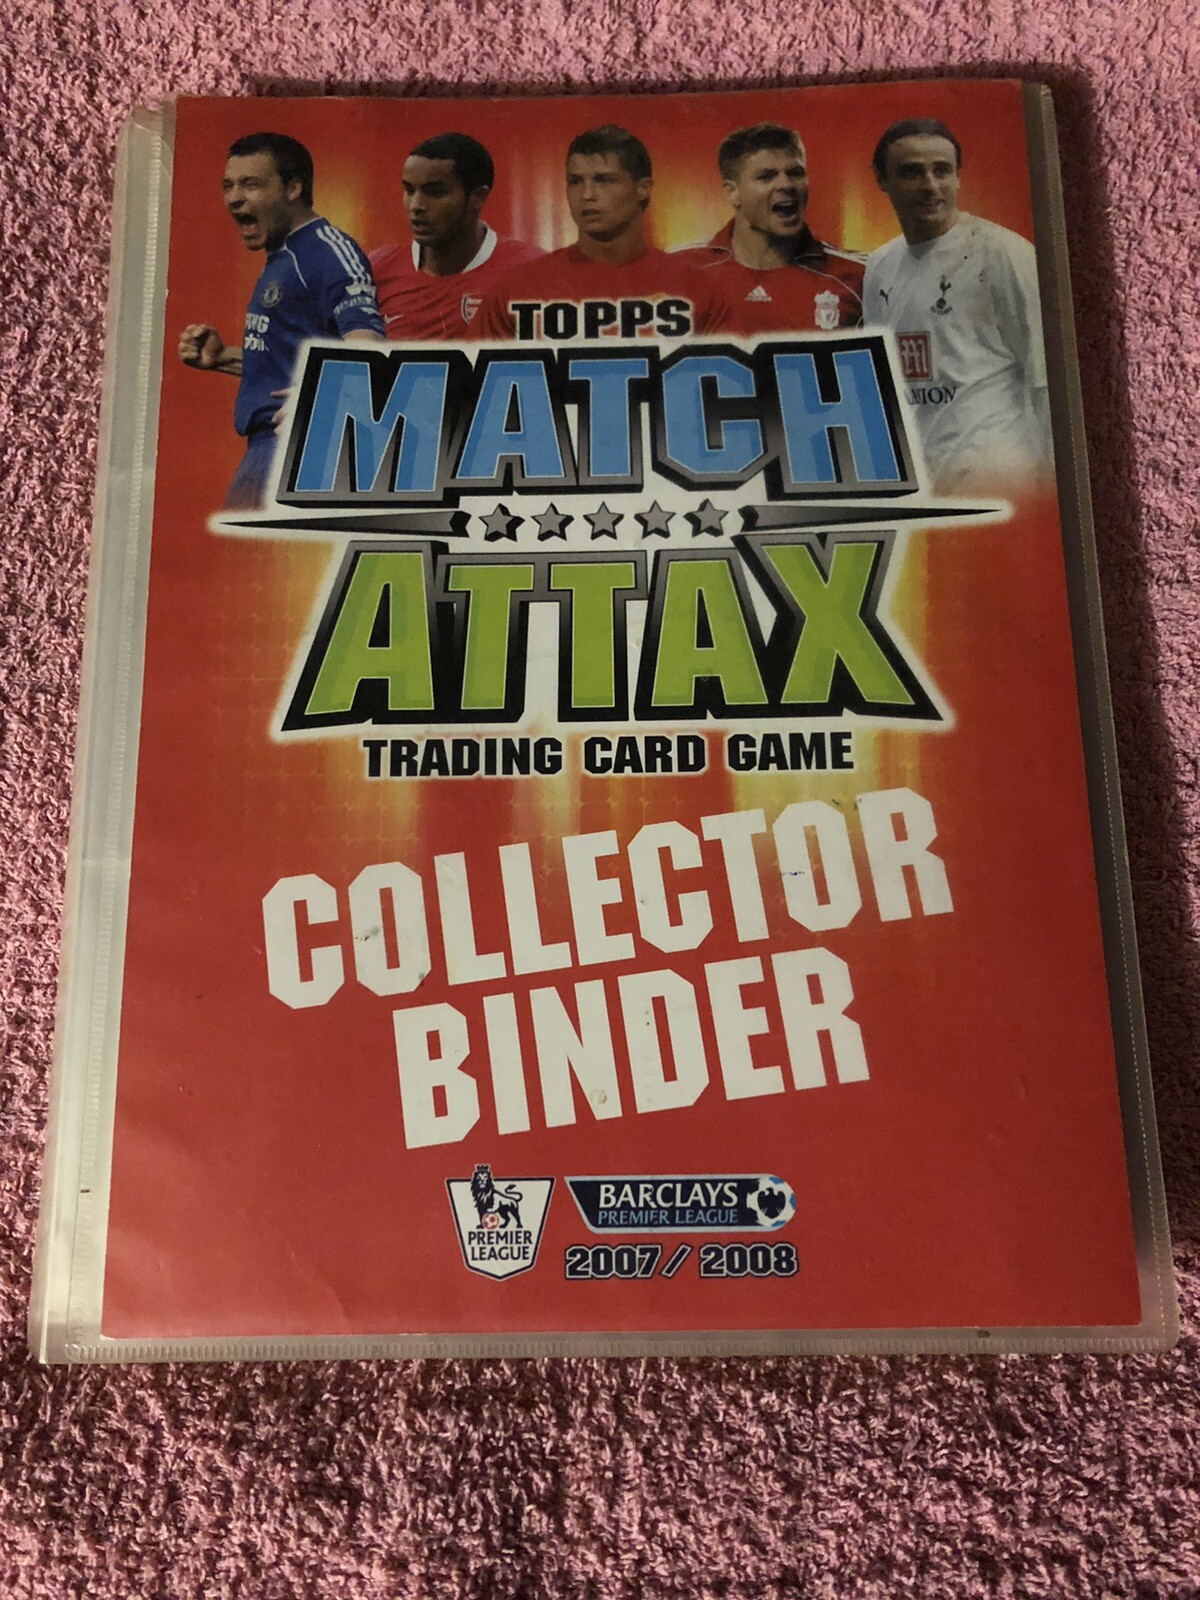 TOPPS
MATCH
ATTAX
TRADING CARD GAME
COLLECTOR
BINDER
PREMIER
LEAGUE
BARCLAYS
PREMIER LEAGUE
2007/2008